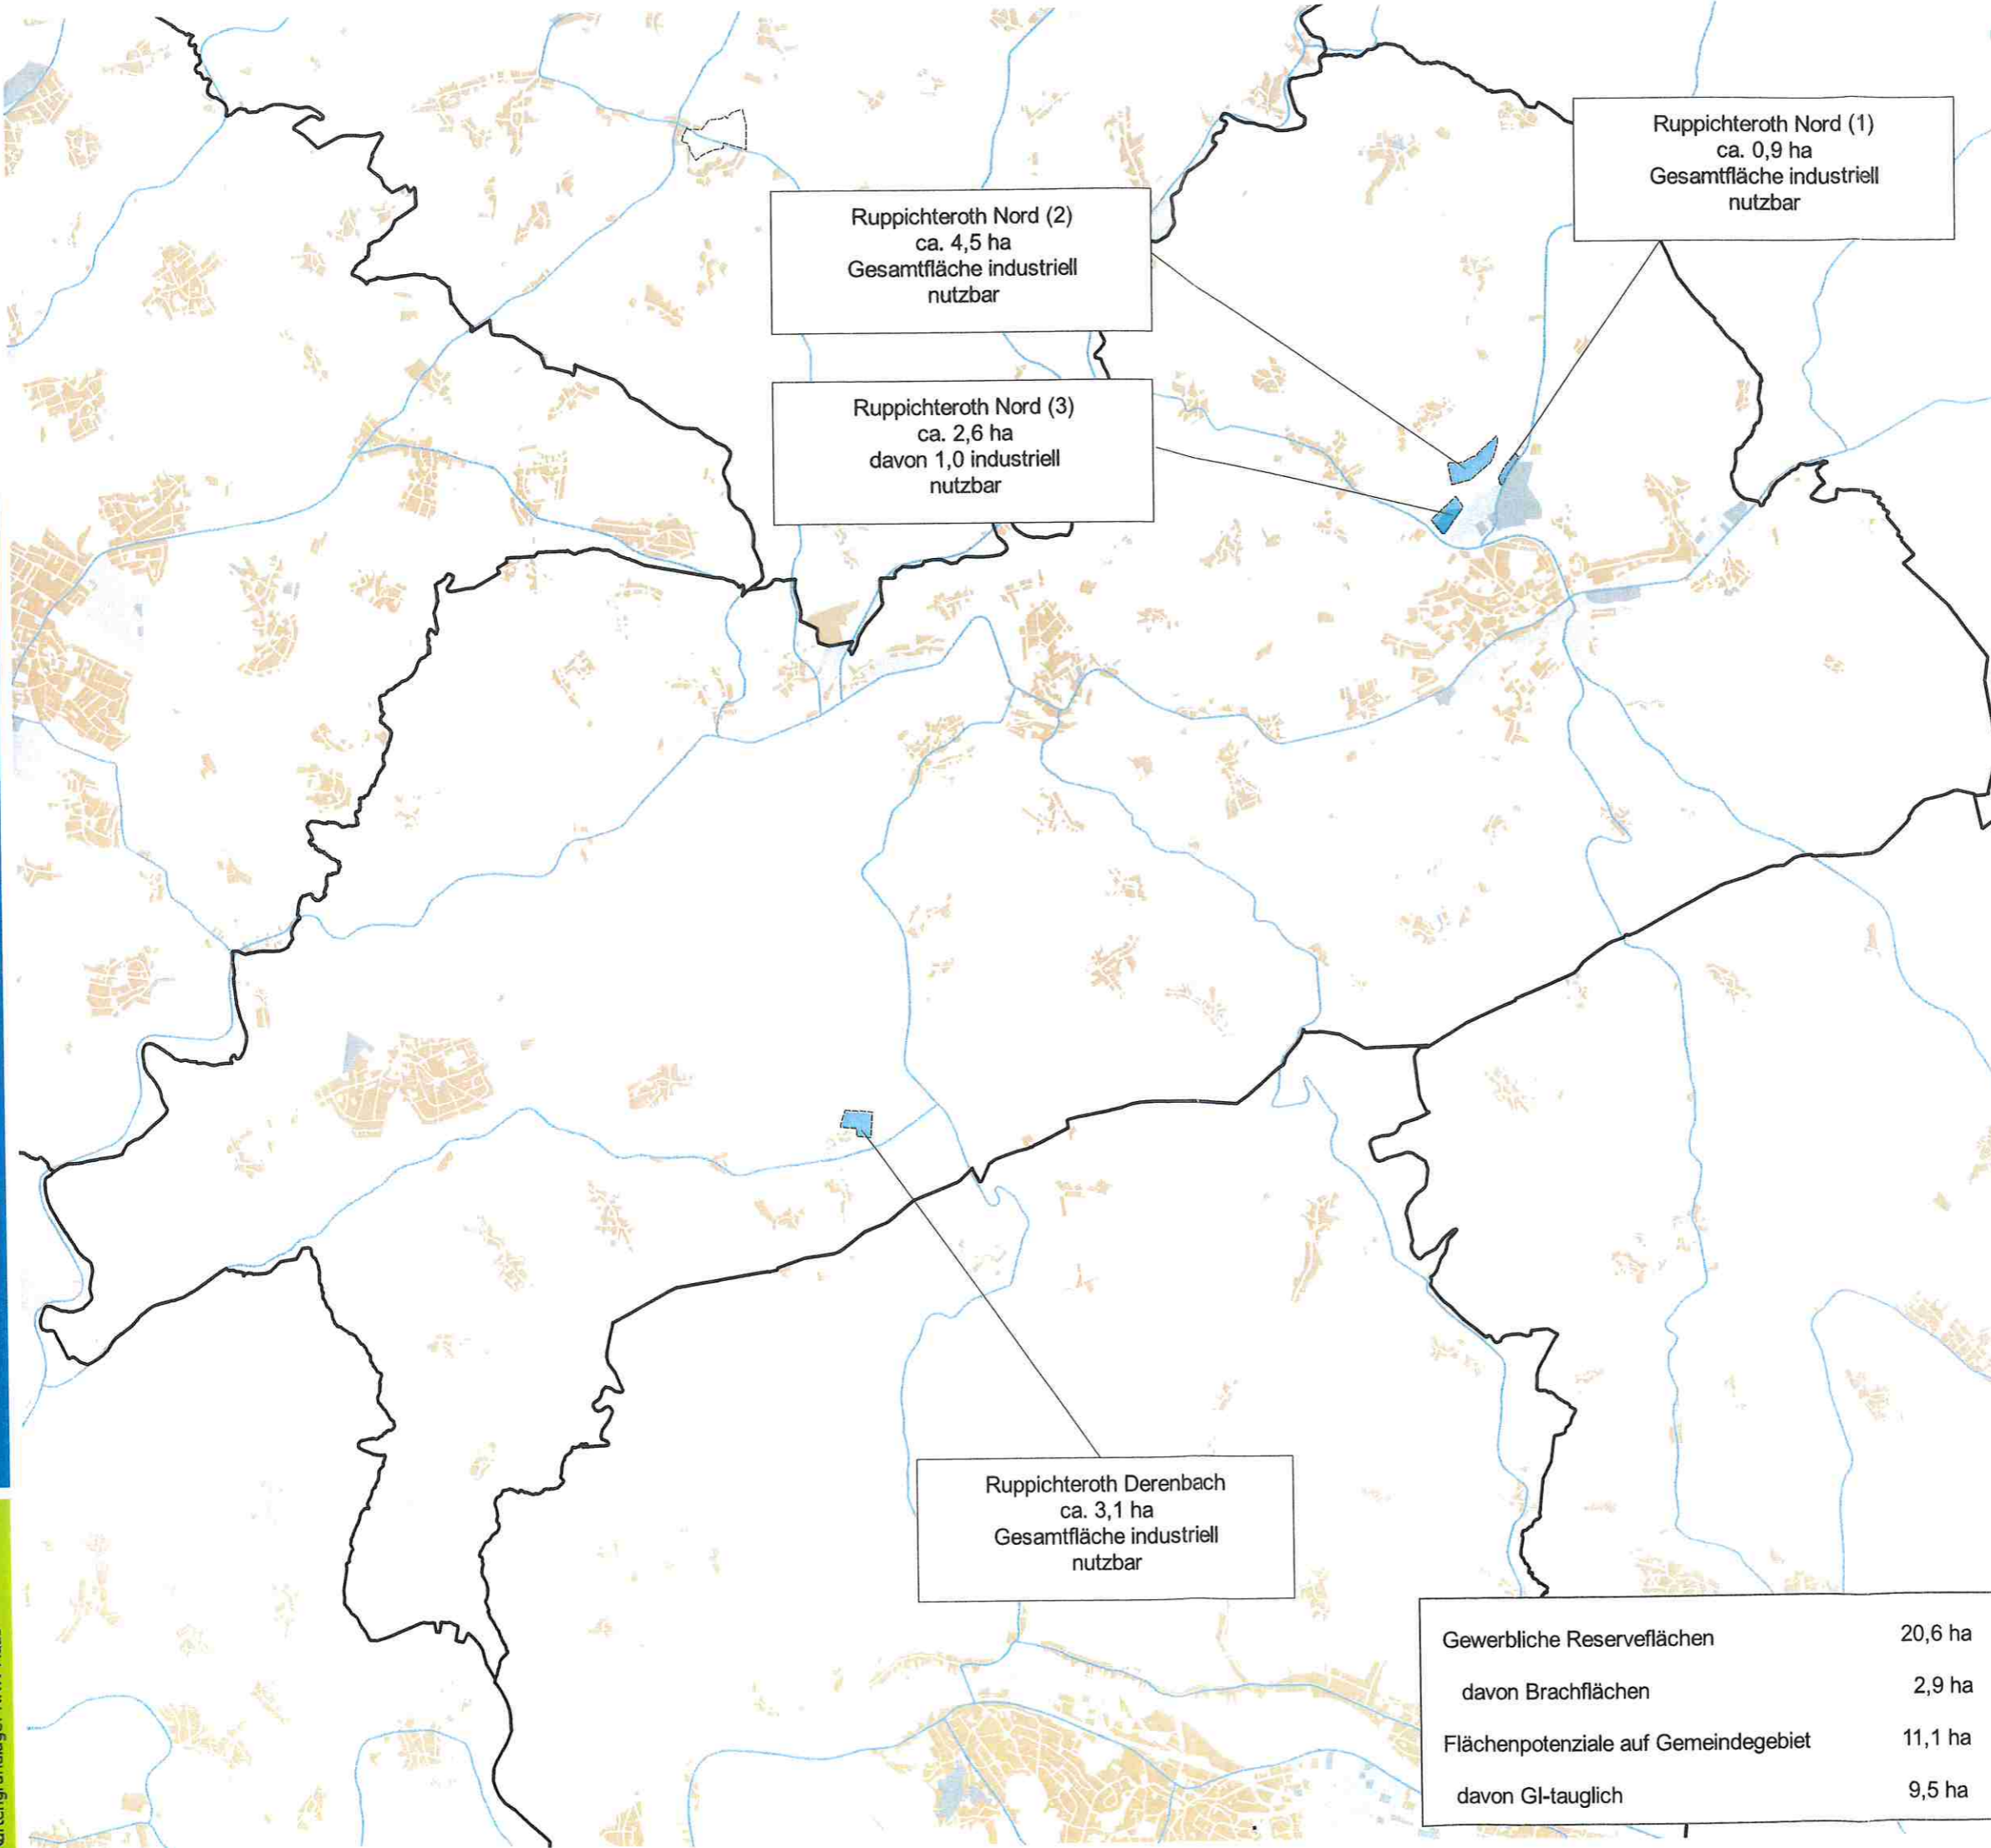 Ruppichteroth Nord (1)
ca. 0,9 ha
Gesamtfläche industriell
nutzbar
Ruppichteroth Nord (2)
ca. 4,5 ha
Gesamtfläche industriell
nutzbar
Ruppichteroth Nord (3)
ca. 2,6 ha
davon 1,0 industriell
nutzbar
Ruppichteroth Derenbach
ca. 3,1 ha
Gesamtfläche industriell
nutzbar
Gewerbliche Reserveflächen 20,6 ha
davon Brachflächen 2,9 ha
Flächenpotenziale auf Gemeindegebiet 11,1 ha
davon GI-tauglich 9,5 ha